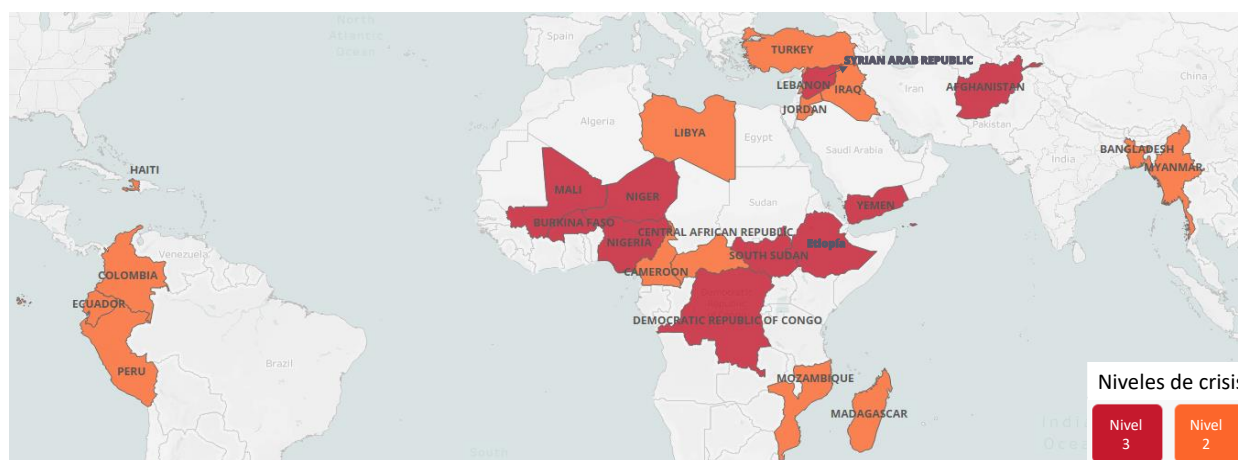 North
Atlantic
Ocean
Spain
TURKEY
SYRIAN ARAB REPUBLIC
China
LEBANON
IRAQ
Iran
AFGHANISTAN
JORDAN
Pakistan
Algeria
LIBYA
Egypt
Saudi Arabia
India
BANGLADESH
MYANMAR
HAITI
MALI
NIGER
Sudan
YEMEN
BURKINA FASO
CENTRAL AFRICAN REPUBLIC
NIGERIA
Etiopía
SOUTH SUDAN
Venezuela
COLOMBIA
CAMEROON
ECUADOR
DEMOCRATIC REPUBLIC OF CONGO
Brazil
PERU
MOZAMBIQUE
MADAGASCAR
Niveles de crisis
Nivel
3
Nivel
2
South